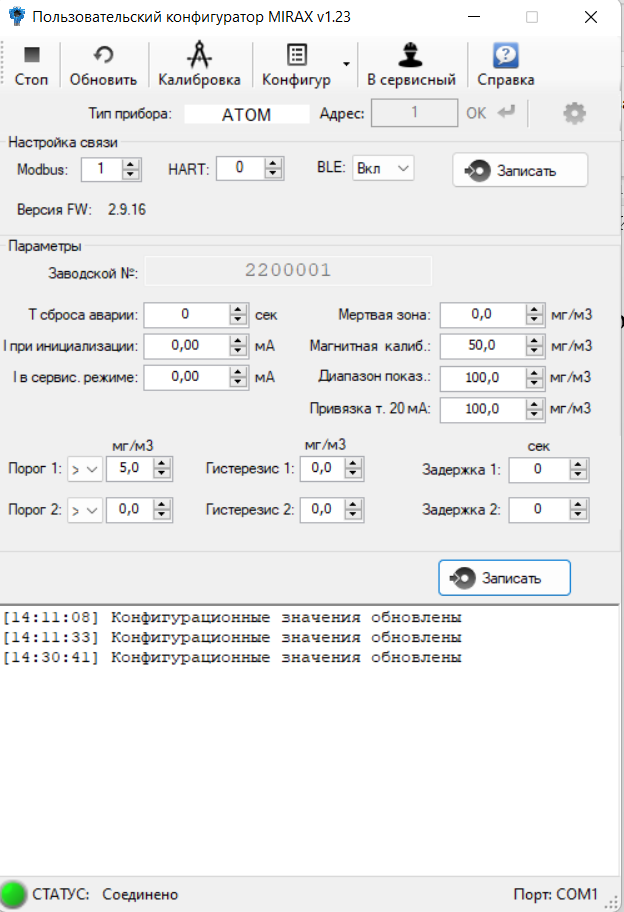 Пользовательский конфигуратор MIRAX v1.23
Стоп Обновить Калибровка Конфигур В сервисный Справка
Тип прибора: АТОМ Адрес: 1 OK
Настройка связи
Modbus: 1 HART: 0 BLE: Вкл Записать
Версия FW: 2.9.16
Параметры
Заводской №: 2200001
Т сброса аварии: 0 сек Мертвая зона: 0,0 мг/м3
I при инициализации: 0,00 мА Магнитная калиб.: 50,0 мг/м3
I в сервис. режиме: 0,00 мА Диапазон показ.: 100,0 мг/м3
Привязка т. 20 мА: 100,0 мг/м3
мг/м3 мг/м3 сек
Порог 1: > 5,0 Гистерезис 1: 0,0 Задержка 1: 0
Порог 2: > 0,0 Гистерезис 2: 0,0 Задержка 2: 0
Записать
[14:11:08] Конфигурационные значения обновлены
[14:11:33] Конфигурационные значения обновлены
[14:30:41] Конфигурационные значения обновлены
СТАТУС: Соединено Порт: COM1